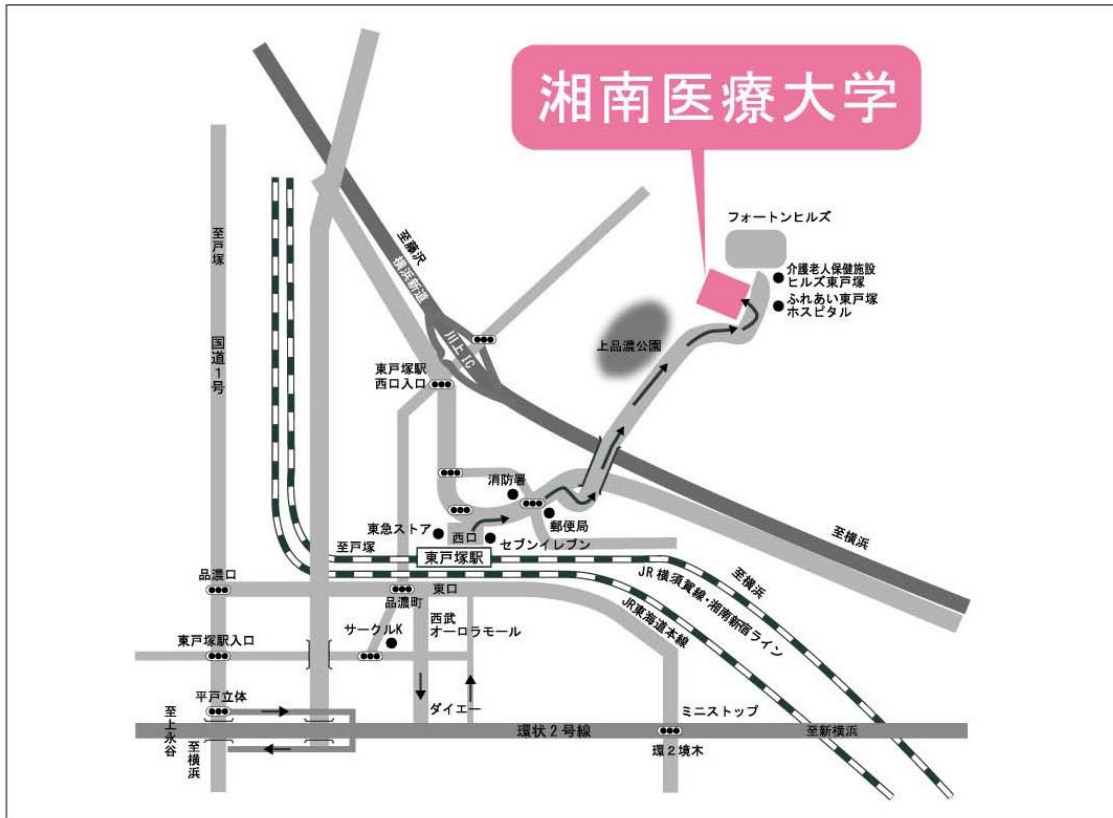 湘南医療大学
フォートンヒルズ
介護老人保健施設
ヒルズ東戸塚
ふれあい東戸塚
ホスピタル
至戸塚
国道1号
至藤沢
横浜新道
川上IC
上品濃公園
東戸塚駅
西口入口
消防署
郵便局
東急ストア
西口
セブンイレブン
至戸塚
東戸塚駅
至横浜
至横浜
JR横須賀線・湘南新宿ライン
JR東海道本線
品濃口
東口
品濃町
西武
オーロラモール
サークルK
東戸塚駅入口
ダイエー
平戸立体
ミニストップ
至上永谷
至横浜
環状2号線
環2境木
至新横浜